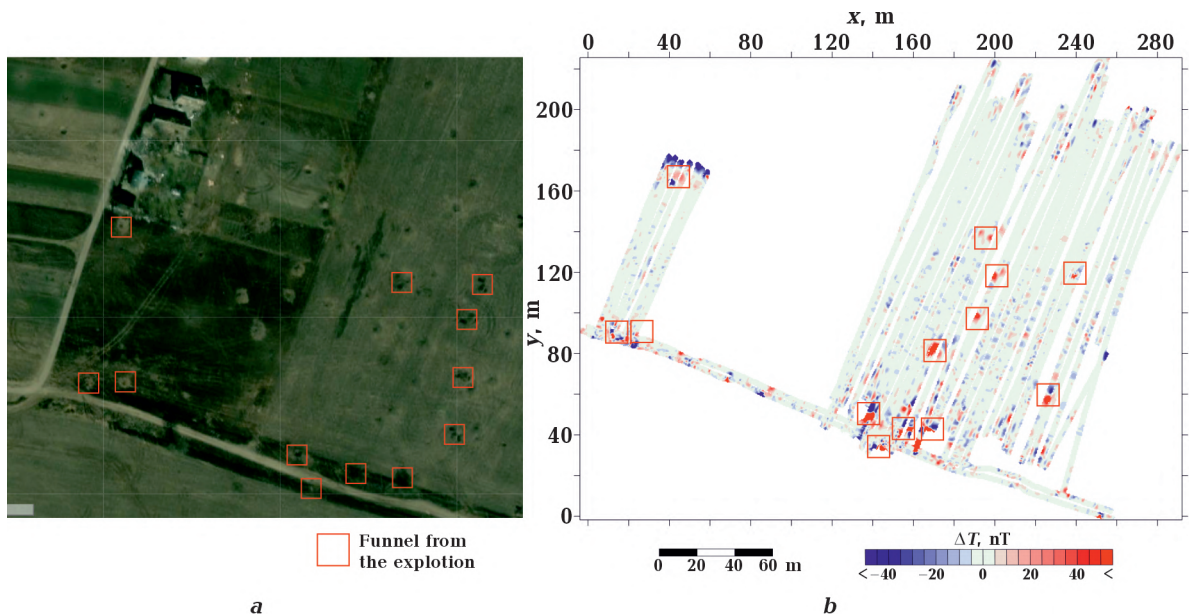 x, m
0 40 80 120 160 200 240 280
y, m
200
160
120
80
40
0
Funnel from
the explotion
0 20 40 60 m
ΔT, nT
<-40 -20 0 20 40 <
a
b